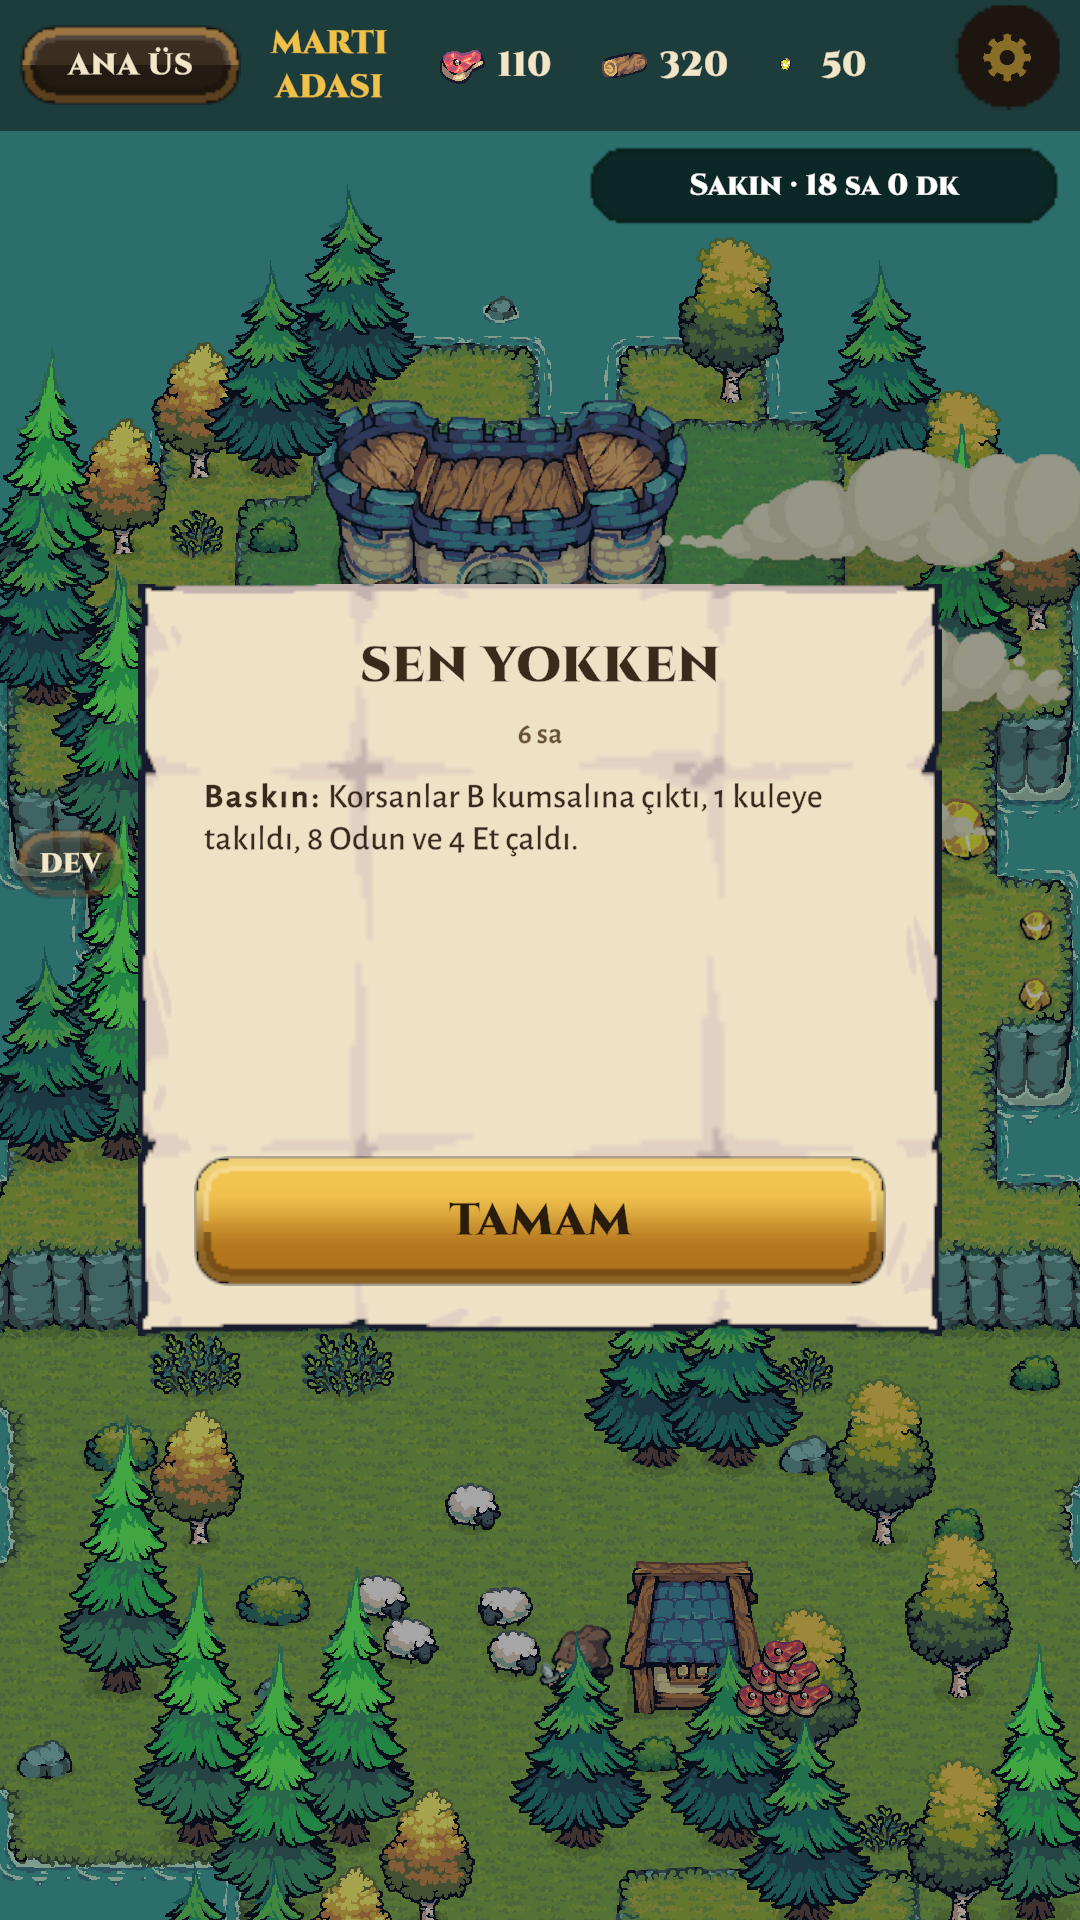 ANA ÜS
MARTI
ADASI
110
320
50
SAKIN · 18 SA 0 DK
SEN YOKKEN
6 sa
Baskın: Korsanlar B kumsalına çıktı, 1 kuleye
takıldı, 8 Odun ve 4 Et çaldı.
DEV
TAMAM